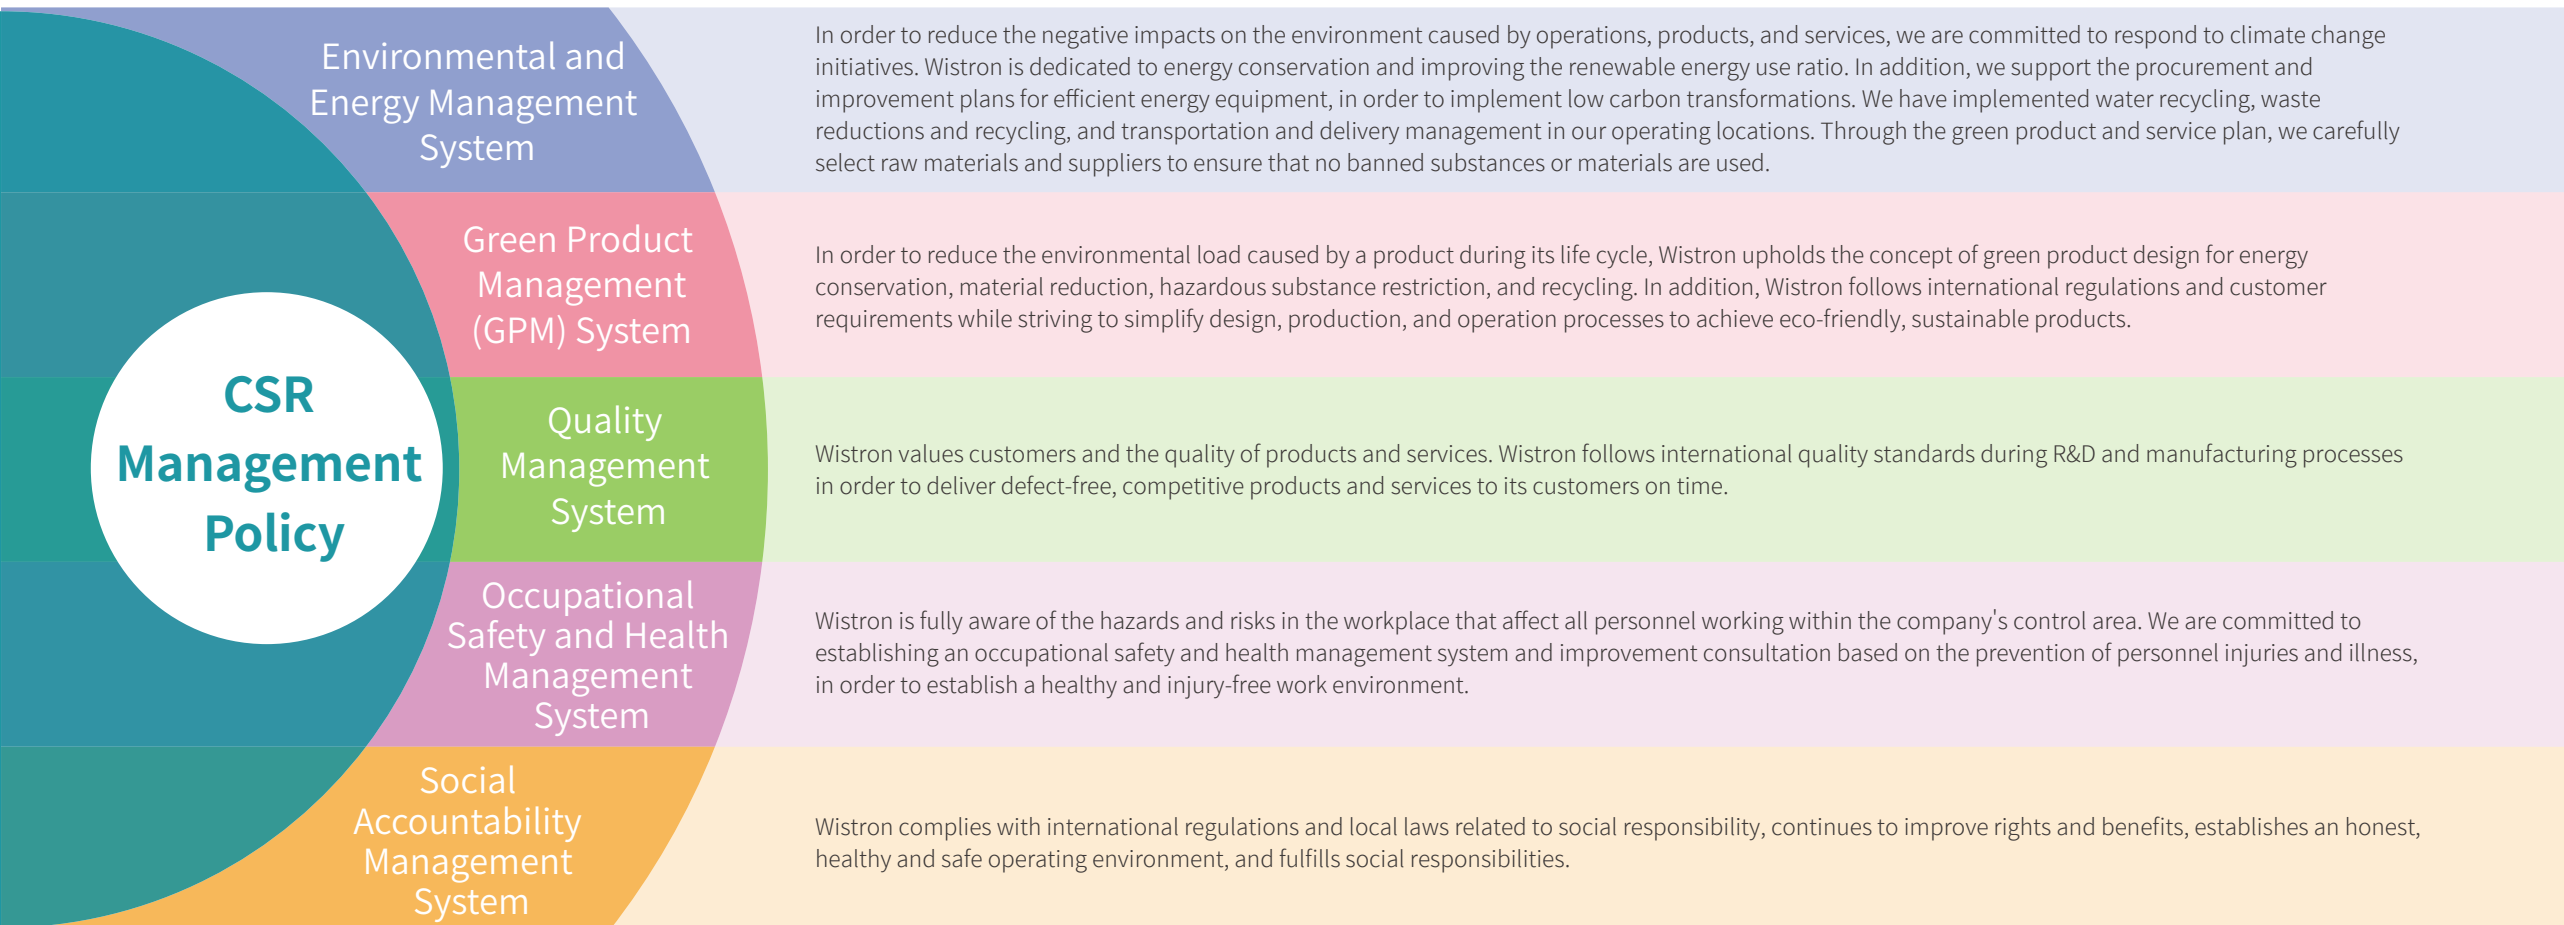 CSR
Management
Policy
Environmental and
Energy Management
System
In order to reduce the negative impacts on the environment caused by operations, products, and services, we are committed to respond to climate change
initiatives. Wistron is dedicated to energy conservation and improving the renewable energy use ratio. In addition, we support the procurement and
improvement plans for efficient energy equipment, in order to implement low carbon transformations. We have implemented water recycling, waste
reductions and recycling, and transportation and delivery management in our operating locations. Through the green product and service plan, we carefully
select raw materials and suppliers to ensure that no banned substances or materials are used.
Green Product
Management
(GPM) System
In order to reduce the environmental load caused by a product during its life cycle, Wistron upholds the concept of green product design for energy
conservation, material reduction, hazardous substance restriction, and recycling. In addition, Wistron follows international regulations and customer
requirements while striving to simplify design, production, and operation processes to achieve eco-friendly, sustainable products.
Quality
Management
System
Wistron values customers and the quality of products and services. Wistron follows international quality standards during R&D and manufacturing processes
in order to deliver defect-free, competitive products and services to its customers on time.
Occupational
Safety and Health
Management
System
Wistron is fully aware of the hazards and risks in the workplace that affect all personnel working within the company's control area. We are committed to
establishing an occupational safety and health management system and improvement consultation based on the prevention of personnel injuries and illness,
in order to establish a healthy and injury-free work environment.
Social
Accountability
Management
System
Wistron complies with international regulations and local laws related to social responsibility, continues to improve rights and benefits, establishes an honest,
healthy and safe operating environment, and fulfills social responsibilities.